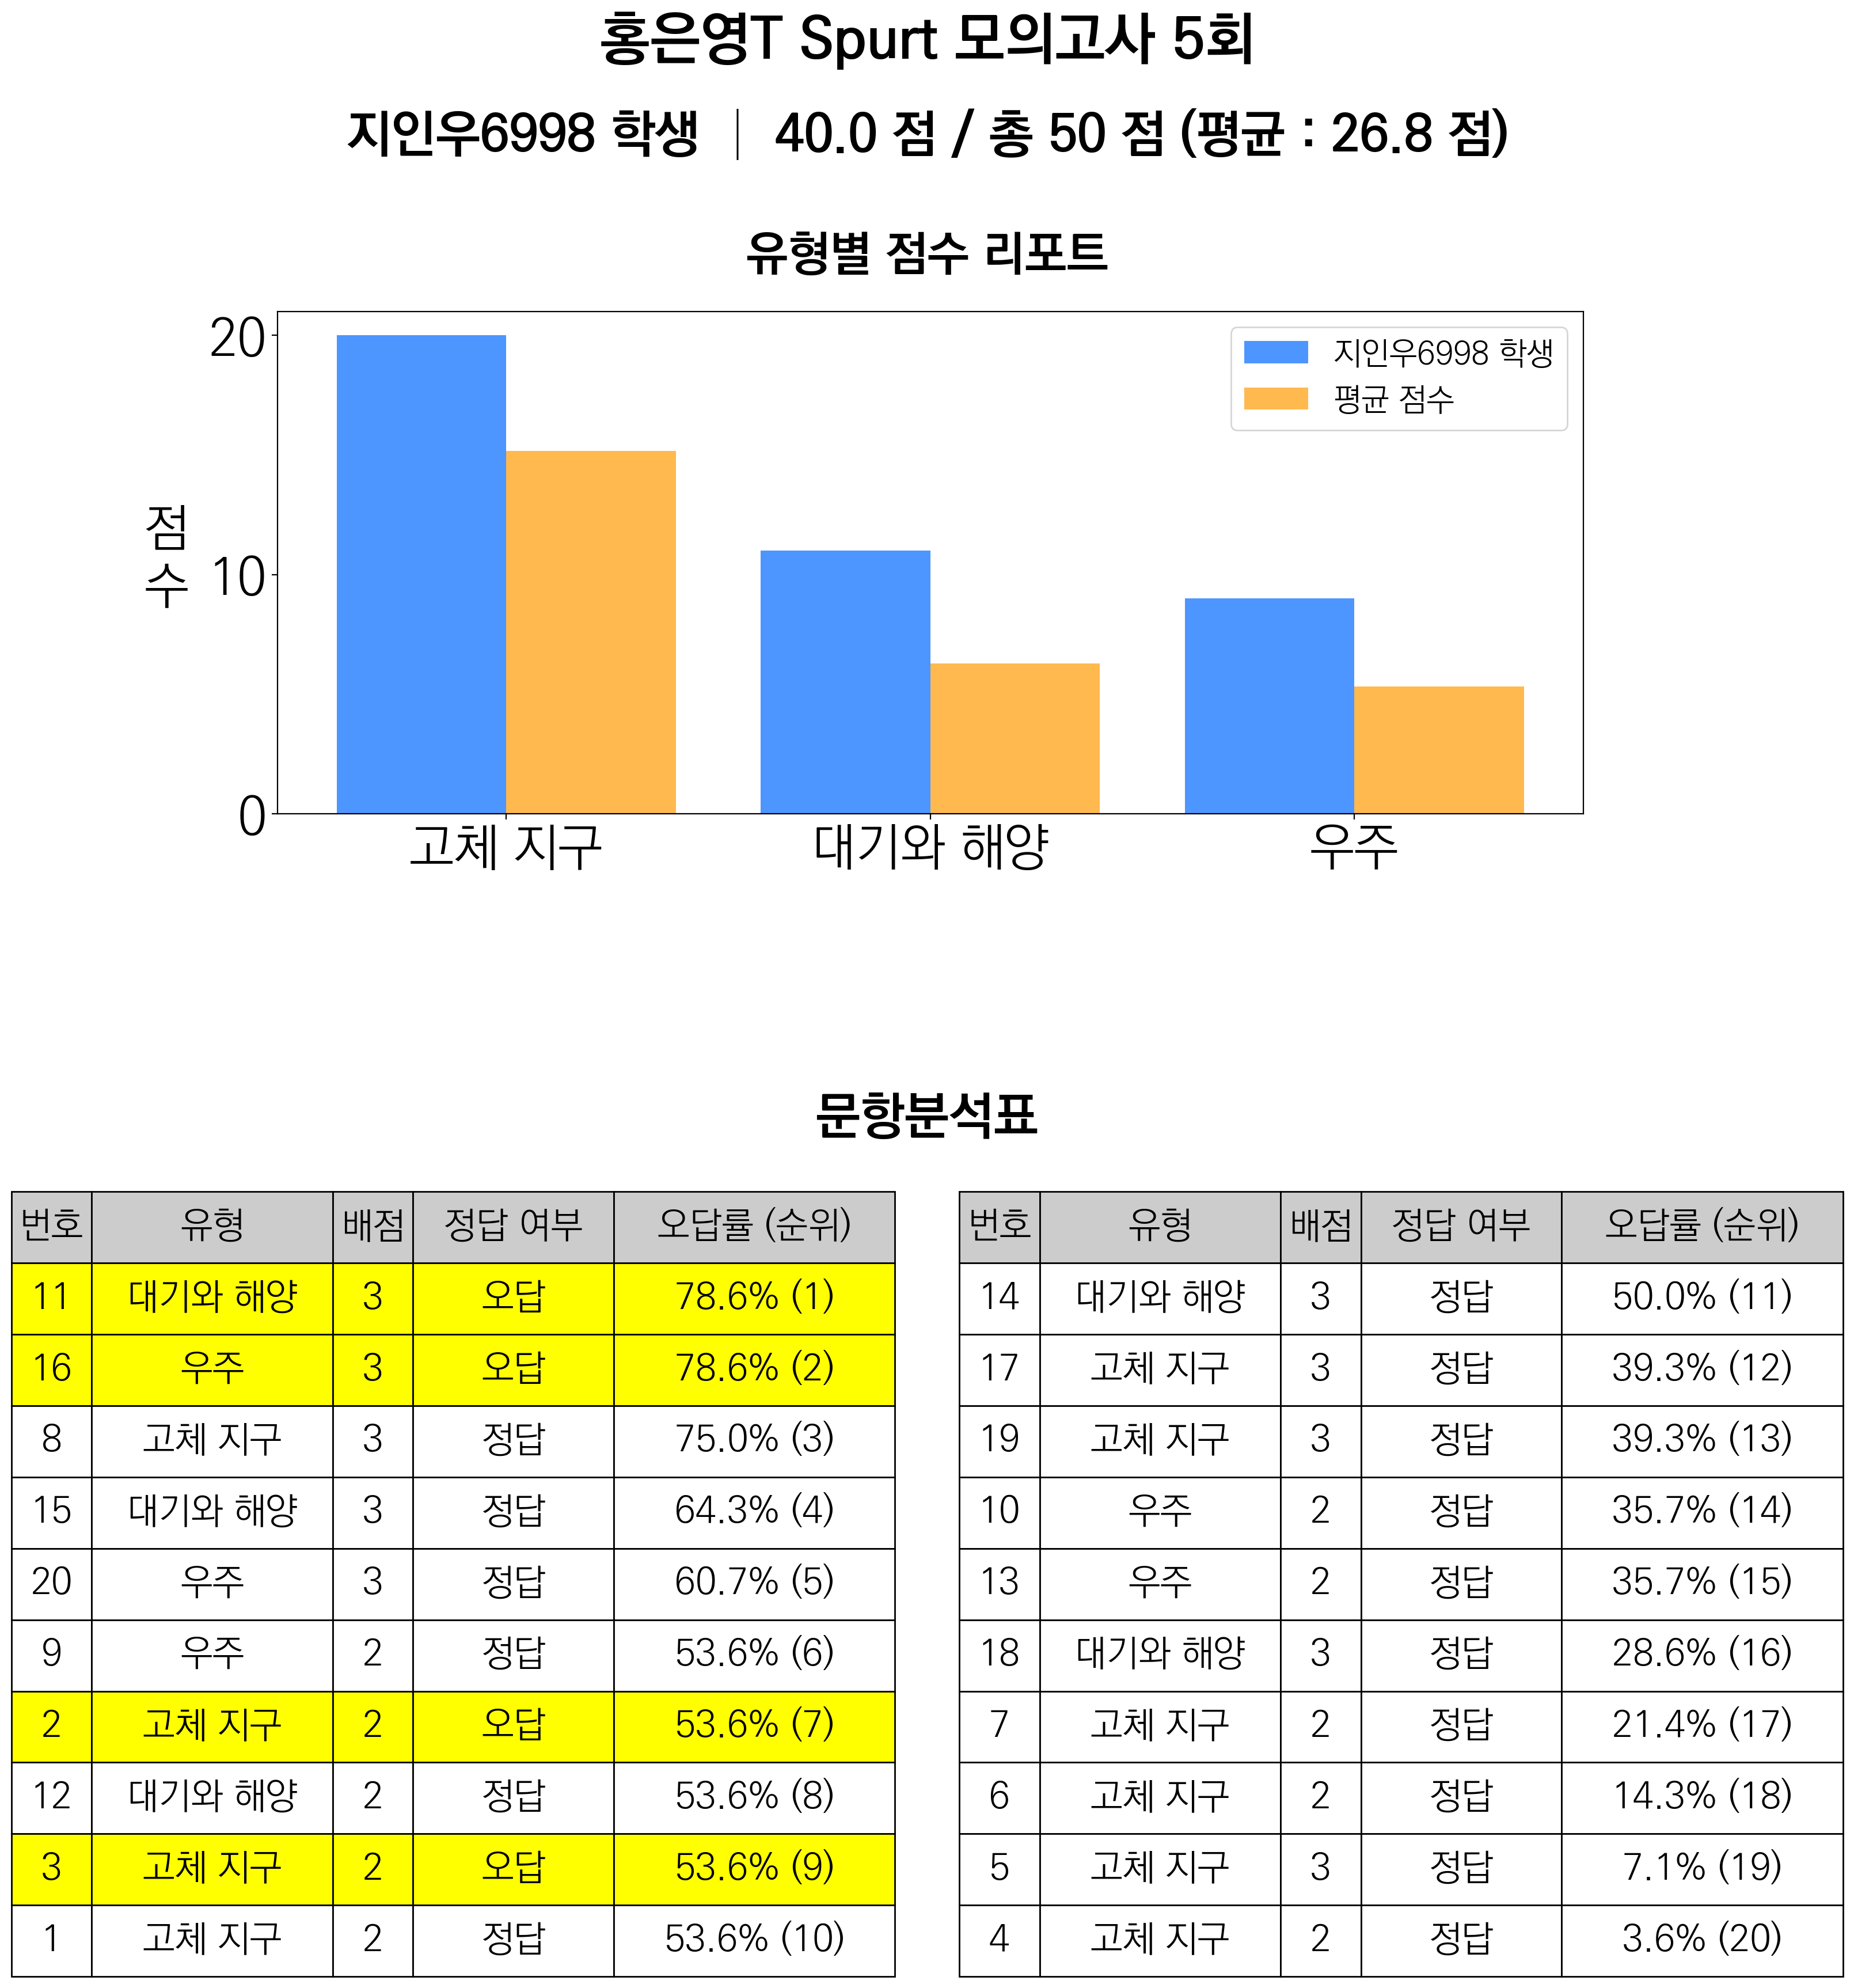 홍은영T Spurt 모의고사 5회
지인우6998 학생 | 40.0 점 / 총 50 점 (평균 : 26.8 점)
유형별 점수 리포트
점
수
20
10
0
지인우6998 학생
평균 점수
고체 지구 대기와 해양 우주
문항분석표
번호 유형 배점 정답 여부 오답률 (순위)
11 대기와 해양 3 오답 78.6% (1)
16 우주 3 오답 78.6% (2)
8 고체 지구 3 정답 75.0% (3)
15 대기와 해양 3 정답 64.3% (4)
20 우주 3 정답 60.7% (5)
9 우주 2 정답 53.6% (6)
2 고체 지구 2 오답 53.6% (7)
12 대기와 해양 2 정답 53.6% (8)
3 고체 지구 2 오답 53.6% (9)
1 고체 지구 2 정답 53.6% (10)
번호 유형 배점 정답 여부 오답률 (순위)
14 대기와 해양 3 정답 50.0% (11)
17 고체 지구 3 정답 39.3% (12)
19 고체 지구 3 정답 39.3% (13)
10 우주 2 정답 35.7% (14)
13 우주 2 정답 35.7% (15)
18 대기와 해양 3 정답 28.6% (16)
7 고체 지구 2 정답 21.4% (17)
6 고체 지구 2 정답 14.3% (18)
5 고체 지구 3 정답 7.1% (19)
4 고체 지구 2 정답 3.6% (20)